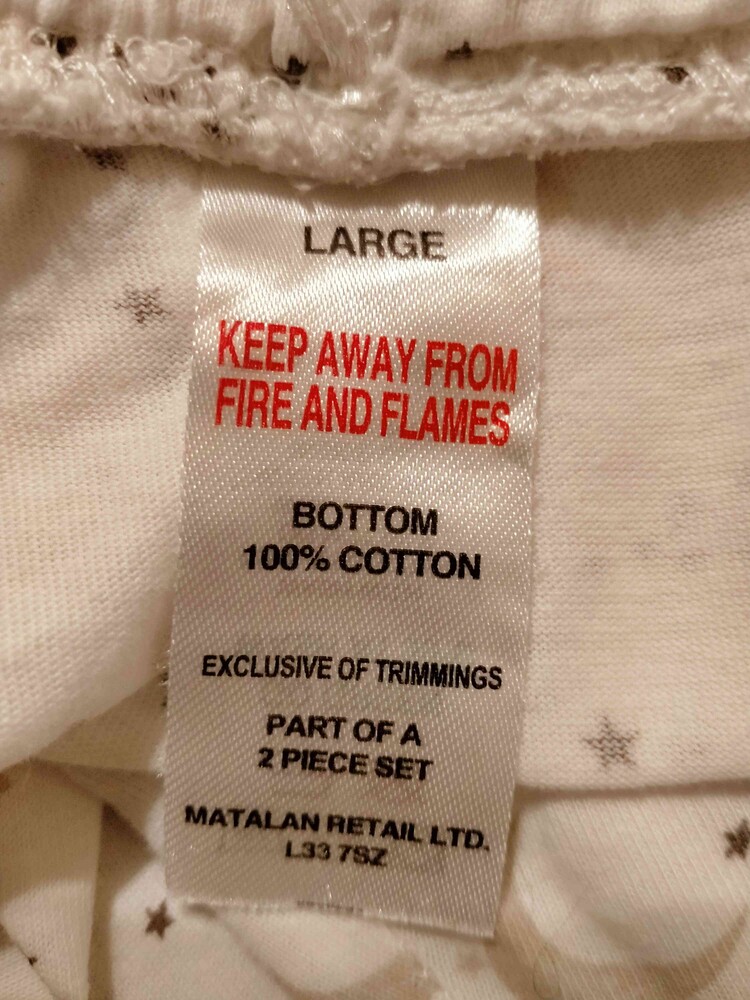 LARGE
KEEP AWAY FROM
FIRE AND FLAMES
BOTTOM
100% COTTON
EXCLUSIVE OF TRIMMINGS
PART OF A
2 PIECE SET
MATALAN RETAIL LTD.
L33 7SZ